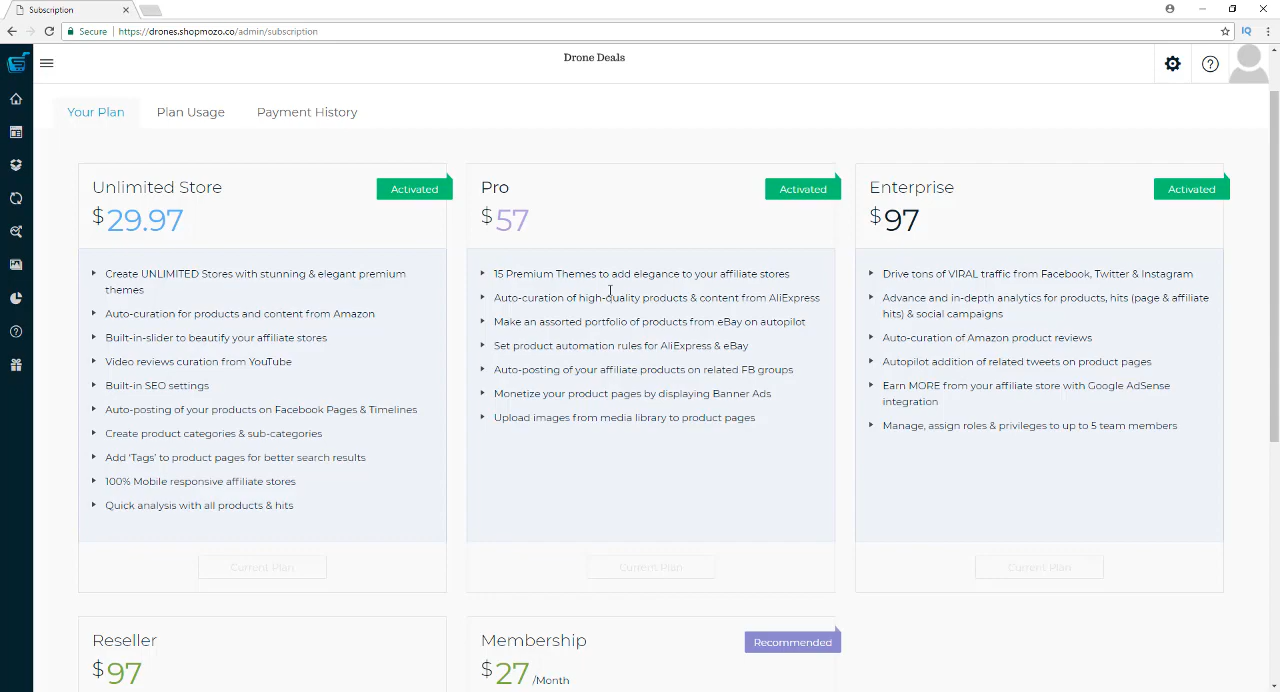 Subscription
Secure https://drones.shopmozo.co/admin/subscription
IQ
Drone Deals
Your Plan Plan Usage Payment History
Unlimited Store
Activated
$29.97
Create UNLIMITED Stores with stunning & elegant premium
themes
Auto-curation for products and content from Amazon
Built-in-slider to beautify your affiliate stores
Video reviews curation from YouTube
Built-in SEO settings
Auto-posting of your products on Facebook Pages & Timelines
Create product categories & sub-categories
Add 'Tags' to product pages for better search results
100% Mobile responsive affiliate stores
Quick analysis with all products & hits
Current Plan
Pro
Activated
$57
15 Premium Themes to add elegance to your affiliate stores
Auto-curation of high-quality products & content from AliExpress
Make an assorted portfolio of products from eBay on autopilot
Set product automation rules for AliExpress & eBay
Auto-posting of your affiliate products on related FB groups
Monetize your product pages by displaying Banner Ads
Upload images from media library to product pages
Current Plan
Enterprise
Activated
$97
Drive tons of VIRAL traffic from Facebook, Twitter & Instagram
Advance and in-depth analytics for products, hits (page & affiliate
hits) & social campaigns
Auto-curation of Amazon product reviews
Autopilot addition of related tweets on product pages
Earn MORE from your affiliate store with Google AdSense
integration
Manage, assign roles & privileges to up to 5 team members
Current Plan
Reseller
$97
Membership
Recommended
$27 /Month